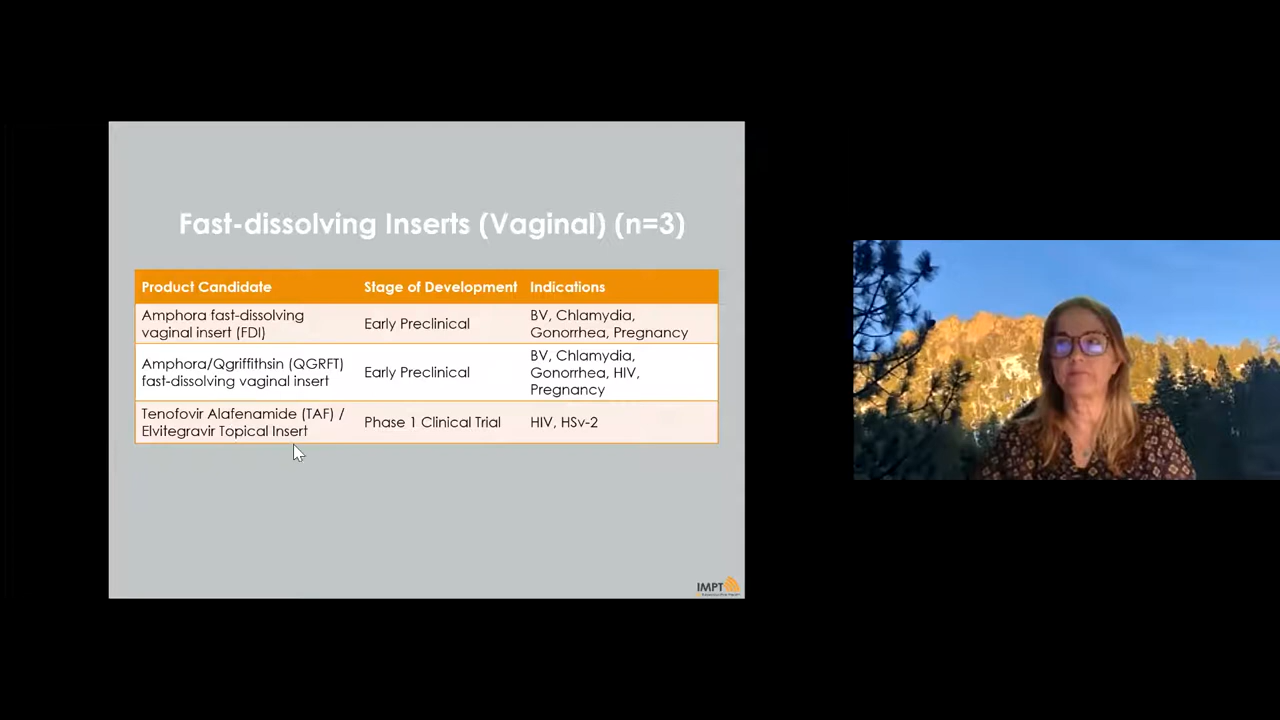 Fast-dissolving Inserts (Vaginal) (n=3)
Product Candidate Stage of Development Indications
Amphora fast-dissolving
vaginal insert (FDI)
Early Preclinical
BV, Chlamydia,
Gonorrhea, Pregnancy
Amphora/Qgriffithsin (QGRFT)
fast-dissolving vaginal insert
Early Preclinical
BV, Chlamydia,
Gonorrhea, HIV,
Pregnancy
Tenofovir Alafenamide (TAF) /
Elvitegravir Topical Insert
Phase 1 Clinical Trial
HIV, HSv-2
IMPT